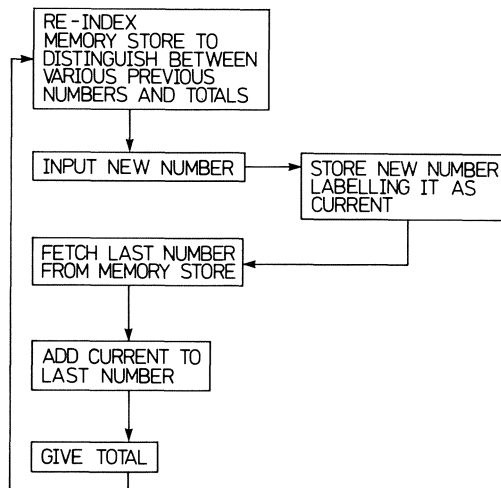 RE-INDEX
MEMORY STORE TO
DISTINGUISH BETWEEN
VARIOUS PREVIOUS
NUMBERS AND TOTALS
INPUT NEW NUMBER
STORE NEW NUMBER
LABELLING IT AS
CURRENT
FETCH LAST NUMBER
FROM MEMORY STORE
ADD CURRENT TO
LAST NUMBER
GIVE TOTAL